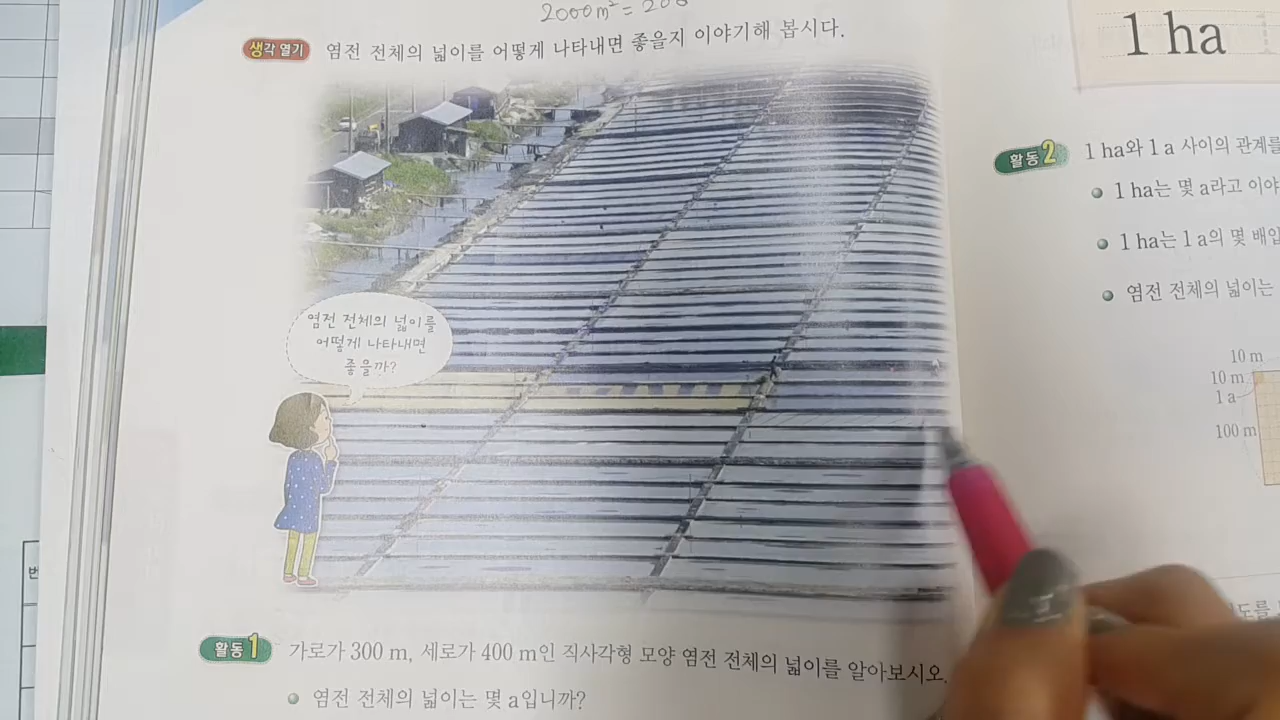 2000m² = 20a
생각 열기 염전 전체의 넓이를 어떻게 나타내면 좋을지 이야기해 봅시다.
염전 전체의 넓이를
어떻게 나타내면
좋을까?
활동 1 가로가 300 m, 세로가 400 m인 직사각형 모양 염전 전체의 넓이를 알아보시오.
염전 전체의 넓이는 몇 a입니까?
1 ha
활동 2 1 ha와 1 a 사이의 관계를
1 ha는 몇 a라고
1 ha는 1 a의 몇
염전 전체의 넓이는
10 m
10 m
1 a
100 m